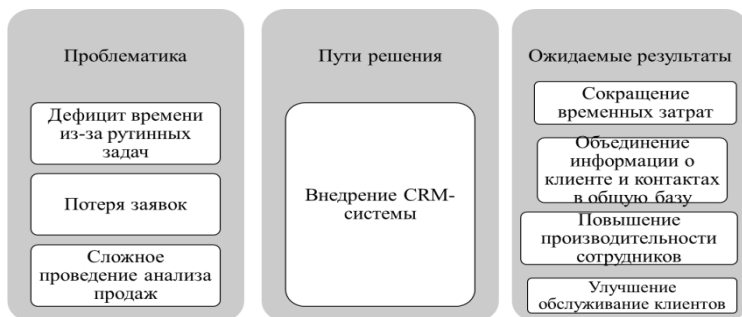 Проблематика
Дефицит времени
из-за рутинных
задач
Потеря заявок
Сложное
проведение анализа
продаж
Пути решения
Внедрение CRM-
системы
Ожидаемые результаты
Сокращение
временных затрат
Объединение
информации о
клиенте и контактах
в общую базу
Повышение
производительности
сотрудников
Улучшение
обслуживание клиентов